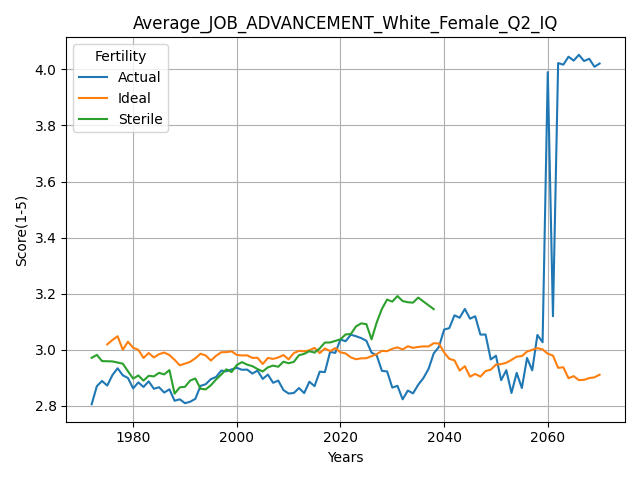 Average_JOB_ADVANCEMENT_White_Female_Q2_IQ
Fertility
Actual
Ideal
Sterile
4.0
3.8
3.6
3.4
3.2
3.0
2.8
Score(1-5)
1980
2000
2020
2040
2060
Years